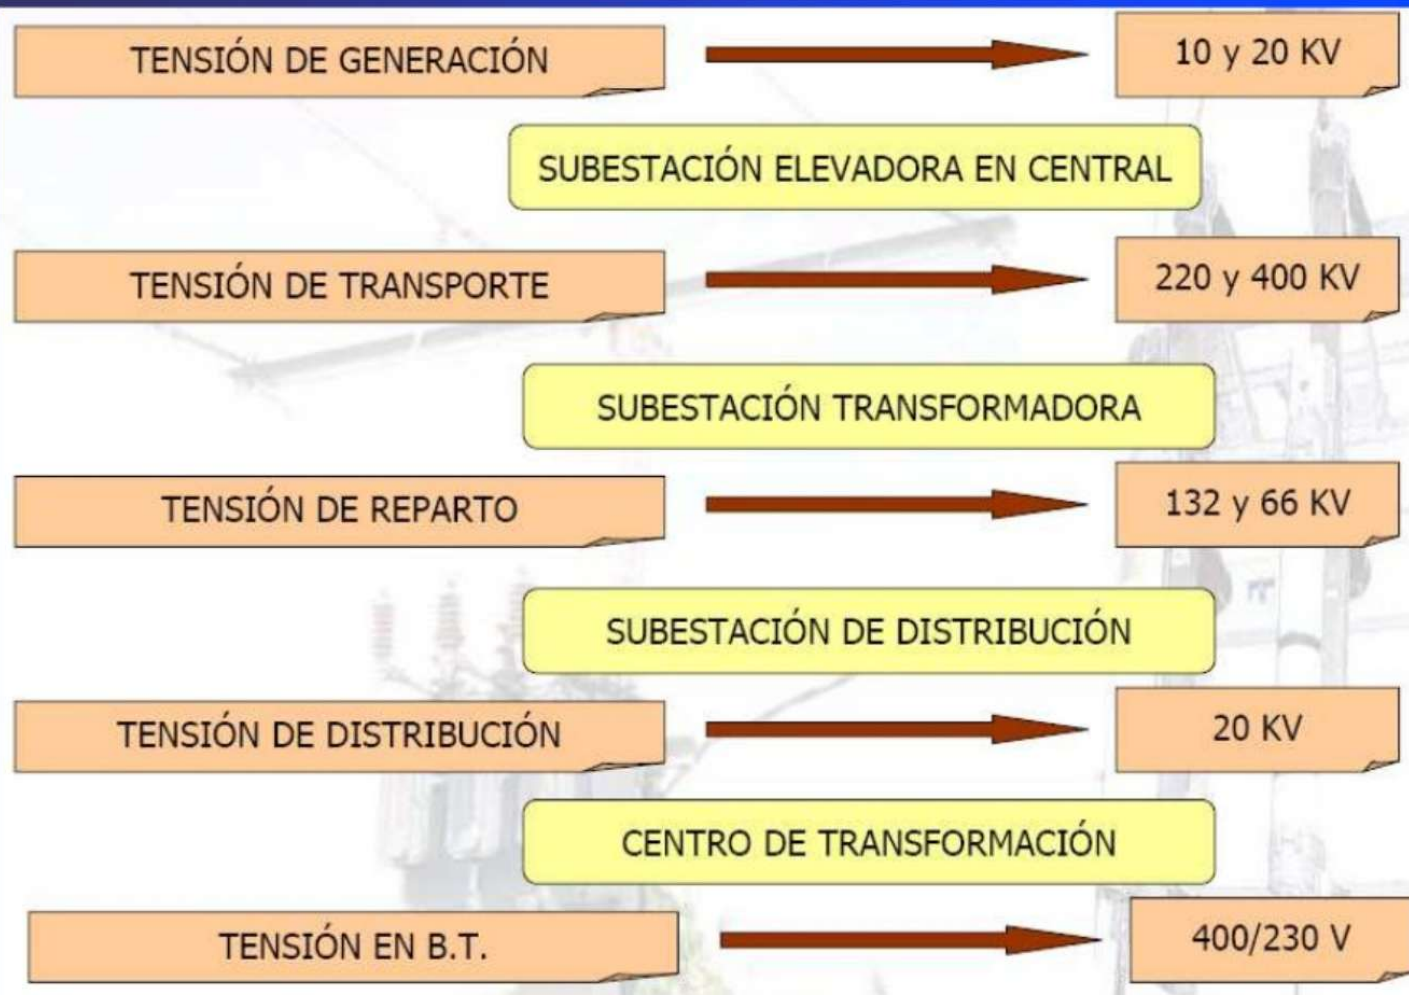 TENSIÓN DE GENERACIÓN
10 y 20 KV
SUBESTACIÓN ELEVADORA EN CENTRAL
TENSIÓN DE TRANSPORTE
220 y 400 KV
SUBESTACIÓN TRANSFORMADORA
TENSIÓN DE REPARTO
132 y 66 KV
SUBESTACIÓN DE DISTRIBUCIÓN
TENSIÓN DE DISTRIBUCIÓN
20 KV
CENTRO DE TRANSFORMACIÓN
TENSIÓN EN B.T.
400/230 V